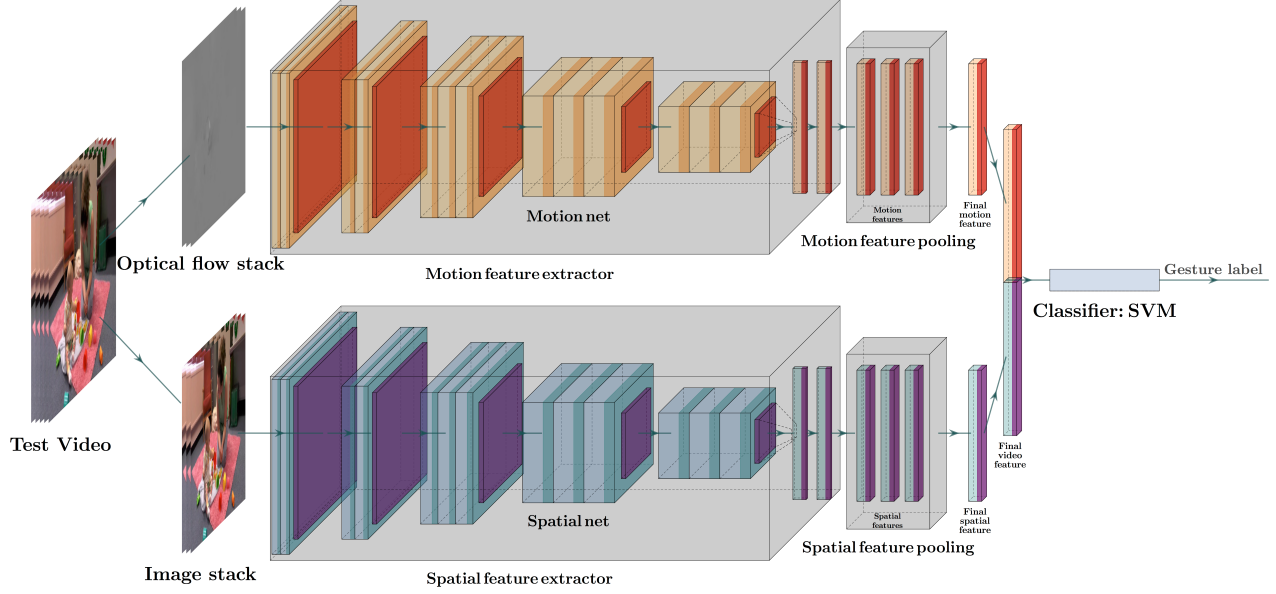 Test Video
Optical flow stack
Image stack
Motion net
Motion feature extractor
Motion
features
Motion feature pooling
Final
motion
feature
Gesture label
Classifier: SVM
Final
video
feature
Spatial net
Spatial feature extractor
Spatial
features
Spatial feature pooling
Final
spatial
feature